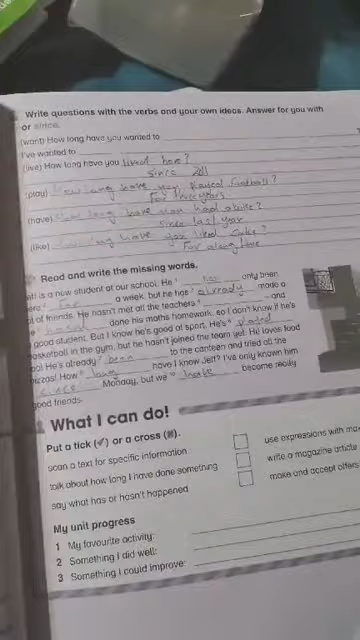 Write questions with the verbs and your own ideas. Answer for you with
or since.
(want) How long have you wanted to
I've wanted to
(live) How long have you lived here?
since 2011
(play) How long have you played football?
For years
(have) How long have you had a bike?
since last year
(like) long have you liked cake?
For a long time
Read and write the missing words.
is a new student at our school. He has only been
here for a week, but he has already made a
of friends. He hasn't met all the teachers and
hasn't done his maths homework, so I don't know if he's
good student. But I know he's good at sport. He's
basketball in the gym, but he hasn't joined the team yet. He loves food
too! He's already been to the canteen and tried all the
pizzas! How long have I know Jeff? I've only known him
since Monday, but we become really
good friends.
What I can do!
Put a tick (✓) or a cross (✗).
scan a text for specific information
talk about how long I have done something
say what has or hasn't happened
use expressions with
write a magazine article
make and accept offers
My unit progress
1 My favourite activity:
2 Something I did well:
3 Something I could improve: